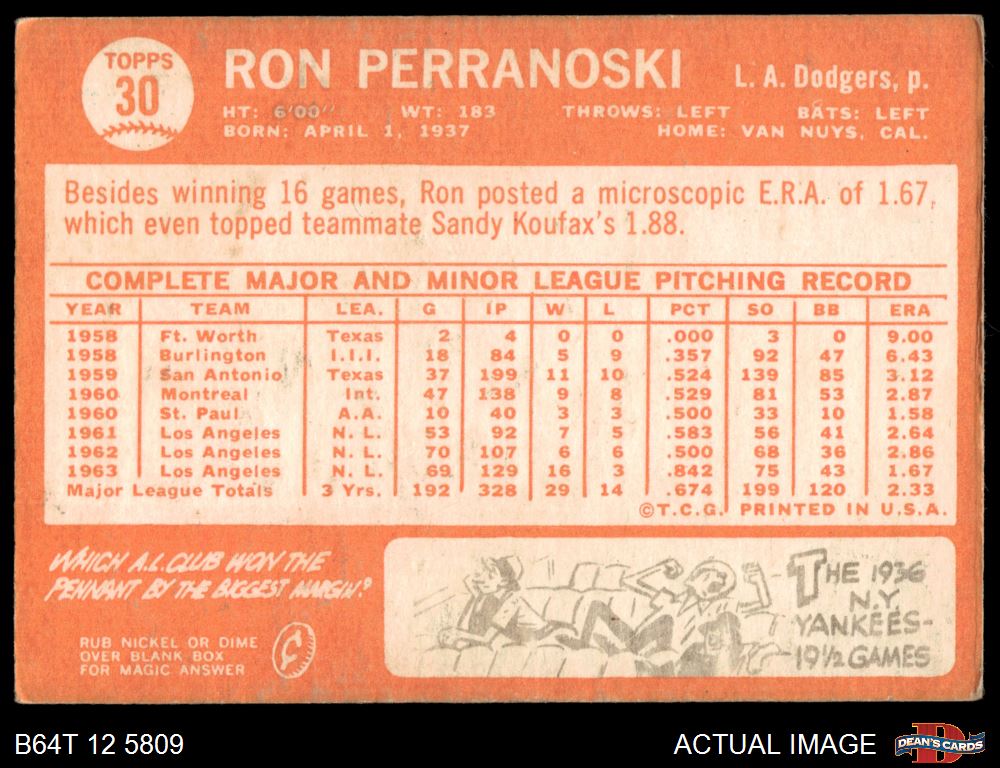 TOPPS
30
RON PERRANOSKI
L. A. Dodgers, p.
HT: 6'00" WT: 183 THROWS: LEFT BATS: LEFT
BORN: APRIL 1, 1937 HOME: VAN NUYS, CAL.
Besides winning 16 games, Ron posted a microscopic E.R.A. of 1.67,
which even topped teammate Sandy Koufax's 1.88.
COMPLETE MAJOR AND MINOR LEAGUE PITCHING RECORD
YEAR TEAM LEA. G IP W L PCT SO BB ERA
1958 Ft. Worth Texas 2 4 0 0 .000 3 0 9.00
1958 Burlington I.I.I. 18 84 5 9 .357 92 47 6.43
1959 San Antonio Texas 37 199 11 10 .524 139 85 3.12
1960 Montreal Int. 47 138 9 8 .529 81 53 2.87
1960 St. Paul A.A. 10 40 3 3 .500 33 10 1.58
1961 Los Angeles N. L. 53 92 7 5 .583 56 41 2.64
1962 Los Angeles N. L. 70 107 6 6 .500 68 36 2.86
1963 Los Angeles N. L. 69 129 16 3 .842 75 43 1.67
Major League Totals 3 Yrs. 192 328 29 14 .674 199 120 2.33
©T.C.G. PRINTED IN U.S.A.
WHICH A.L. CLUB WON THE
PENNANT BY THE BIGGEST MARGIN?
RUB NICKEL OR DIME
OVER BLANK BOX
FOR MAGIC ANSWER
THE 1936
N.Y.
YANKEES-
19 1/2 GAMES
B64T 12 5809
ACTUAL IMAGE
DEAN'S CARDS